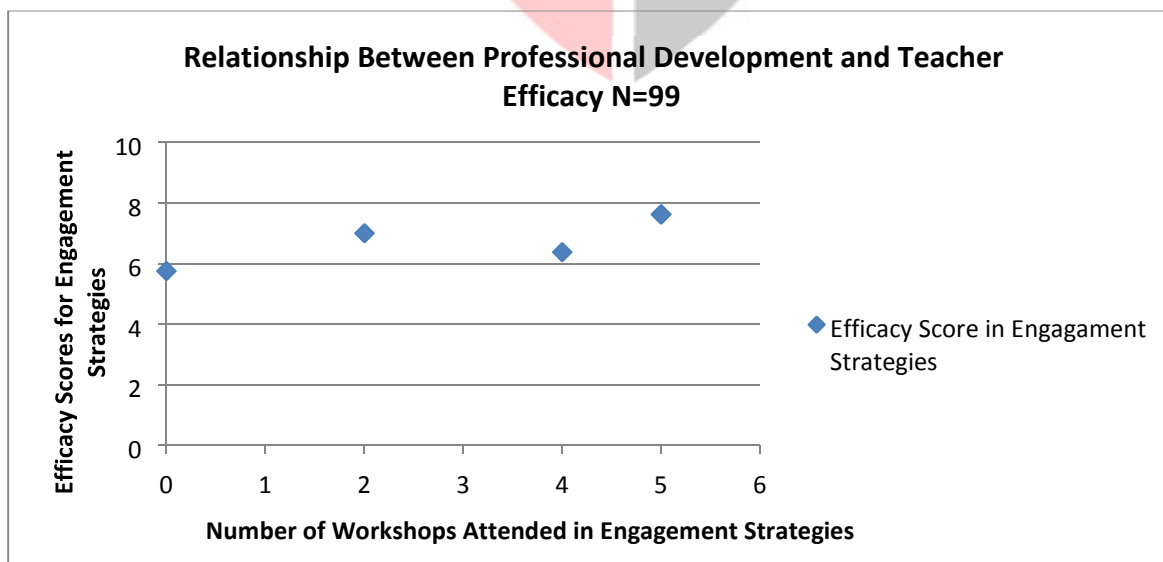 Relationship Between Professional Development and Teacher
Efficacy N=99
Efficacy Scores for Engagement
Strategies
10
8
6
4
2
0
0 1 2 3 4 5 6
Number of Workshops Attended in Engagement Strategies
Efficacy Score in Engagament
Strategies